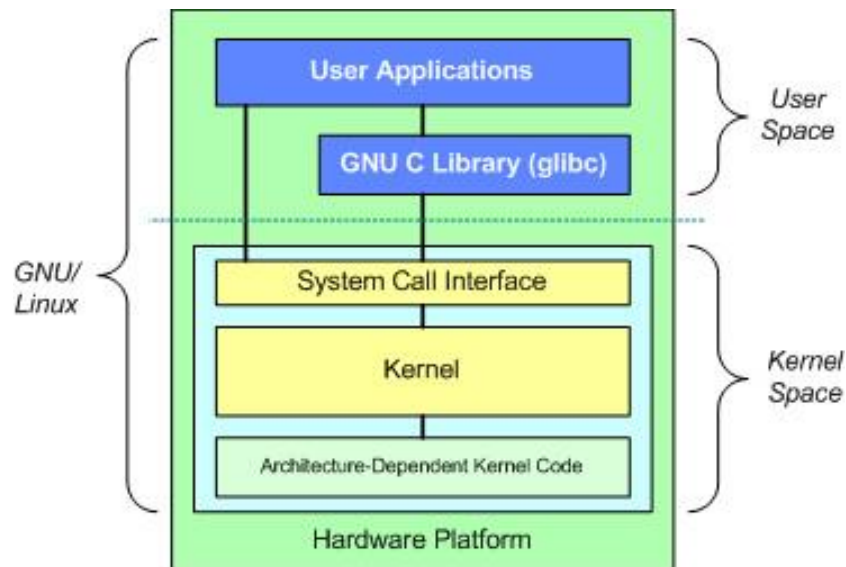 User Applications
GNU C Library (glibc)
User
Space
GNU/
Linux
System Call Interface
Kernel
Architecture-Dependent Kernel Code
Kernel
Space
Hardware Platform